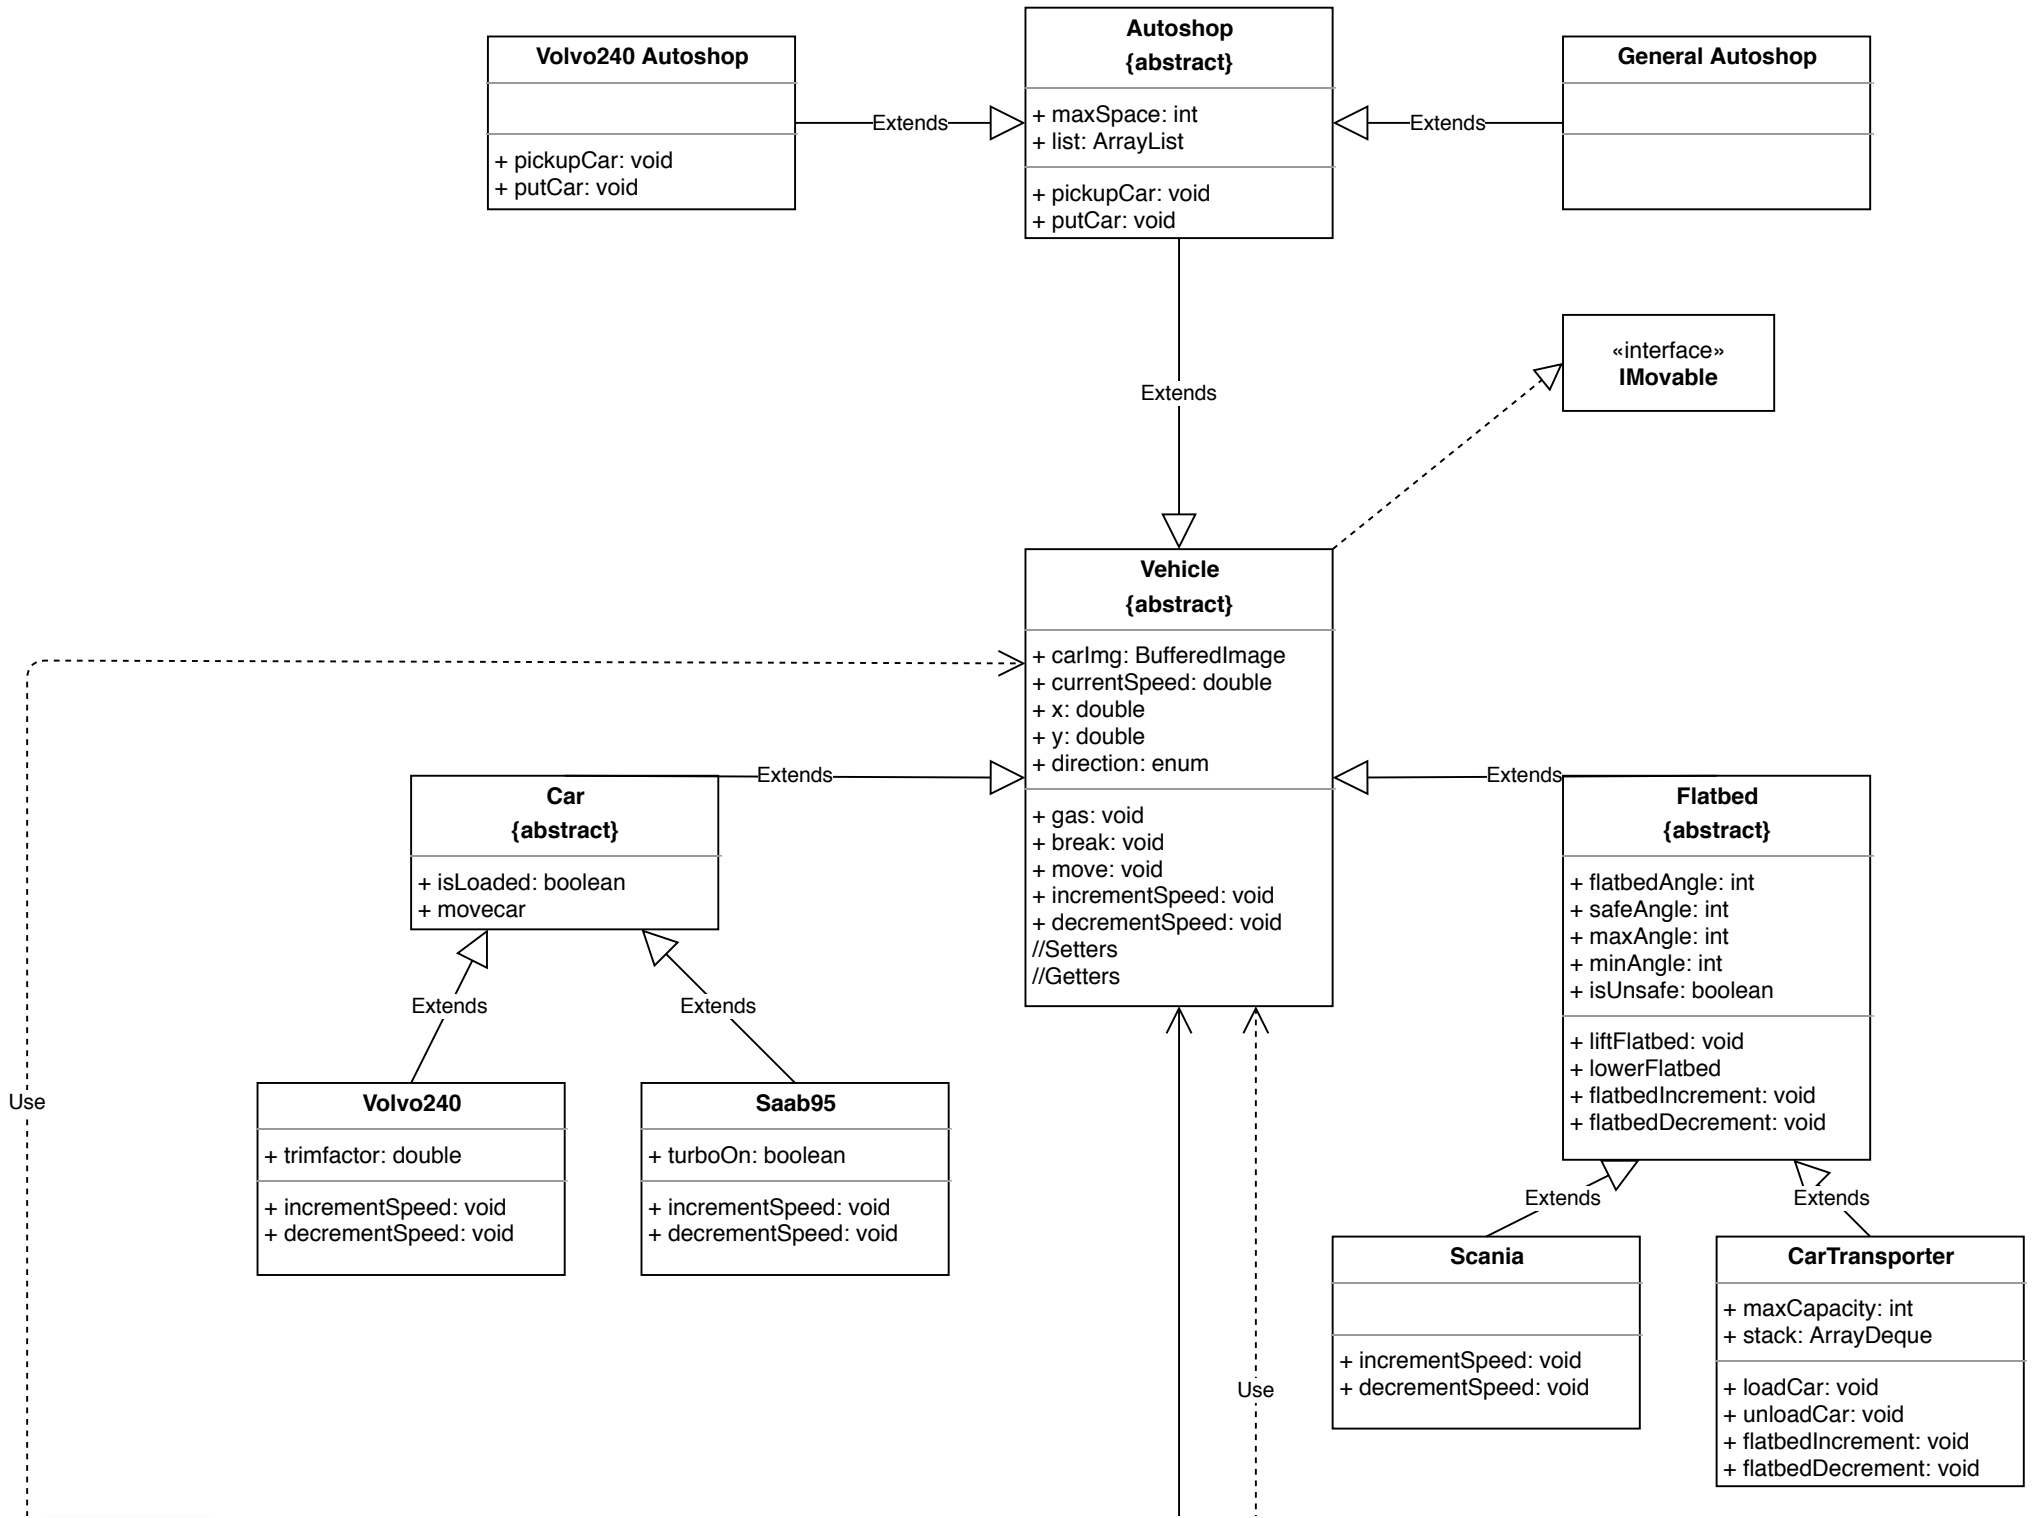 Volvo240 Autoshop
+ pickupCar: void
+ putCar: void
Extends
Autoshop
{abstract}
+ maxSpace: int
+ list: ArrayList
+ pickupCar: void
+ putCar: void
Extends
General Autoshop
Extends
«interface»
IMovable
Vehicle
{abstract}
+ carImg: BufferedImage
+ currentSpeed: double
+ x: double
+ y: double
+ direction: enum
+ gas: void
+ break: void
+ move: void
+ incrementSpeed: void
+ decrementSpeed: void
//Setters
//Getters
Extends
Extends
Car
{abstract}
+ isLoaded: boolean
+ movecar
Flatbed
{abstract}
+ flatbedAngle: int
+ safeAngle: int
+ maxAngle: int
+ minAngle: int
+ isUnsafe: boolean
+ liftFlatbed: void
+ lowerFlatbed
+ flatbedIncrement: void
+ flatbedDecrement: void
Extends
Extends
Use
Volvo240
+ trimfactor: double
+ incrementSpeed: void
+ decrementSpeed: void
Saab95
+ turboOn: boolean
+ incrementSpeed: void
+ decrementSpeed: void
Extends
Extends
Use
Scania
+ incrementSpeed: void
+ decrementSpeed: void
CarTransporter
+ maxCapacity: int
+ stack: ArrayDeque
+ loadCar: void
+ unloadCar: void
+ flatbedIncrement: void
+ flatbedDecrement: void